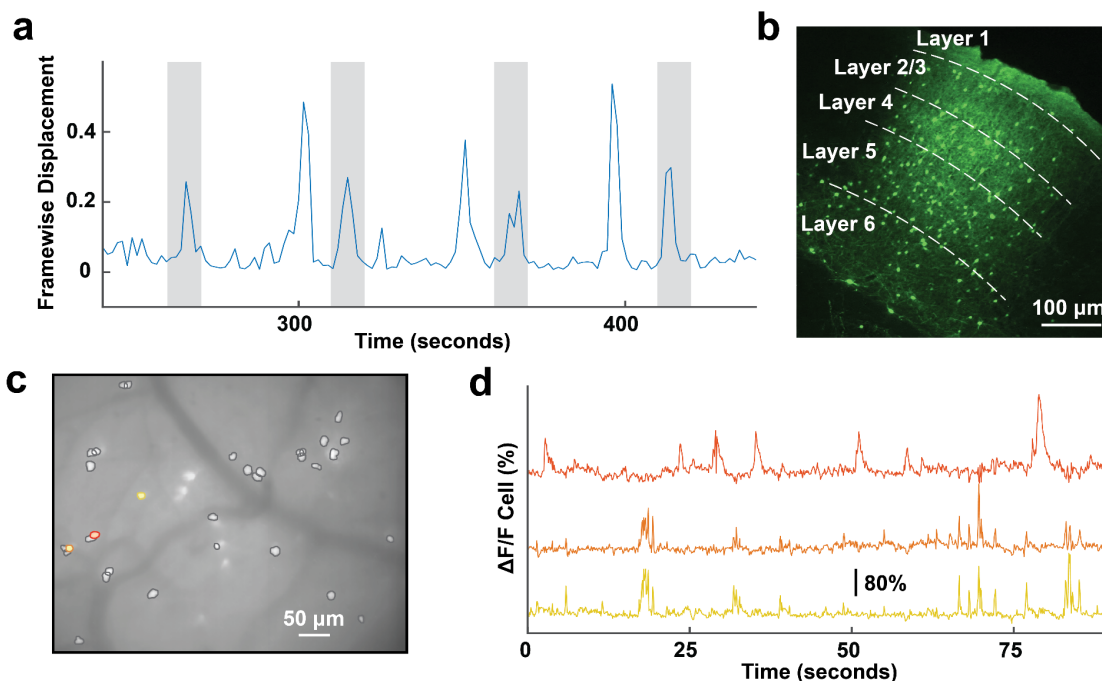 a
Framewise Displacement
0.4
0.2
0
300
400
Time (seconds)
b
Layer 1
Layer 2/3
Layer 4
Layer 5
Layer 6
100 µm
c
50 µm
d
ΔF/F Cell (%)
80%
0
25
50
75
Time (seconds)